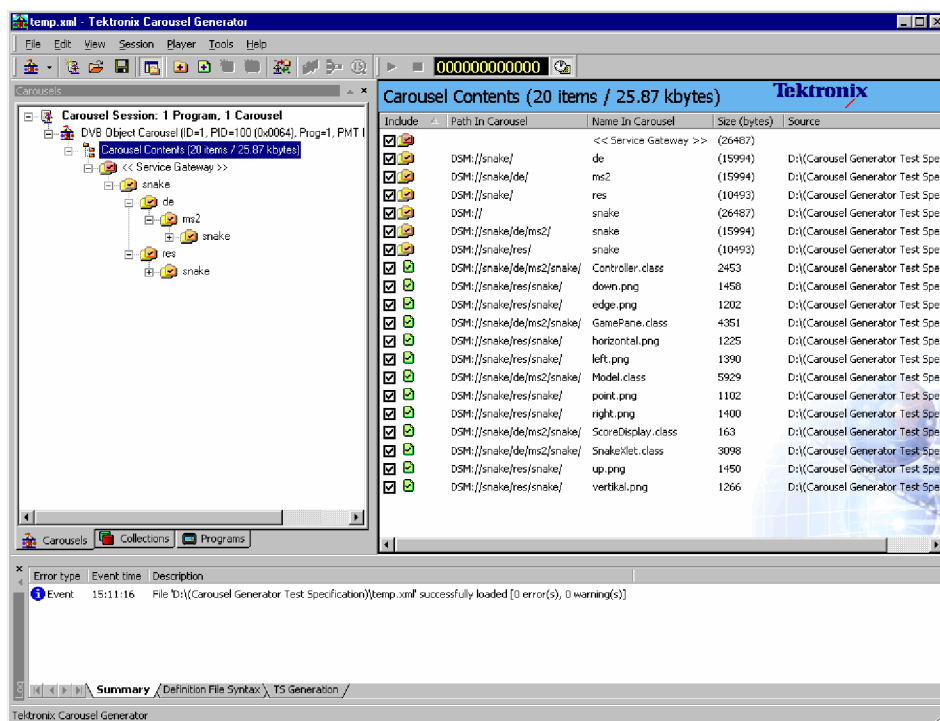 temp.xml - Tektronix Carousel Generator
File Edit View Session Player Tools Help
000000000000
Carousels
Carousel Session: 1 Program, 1 Carousel
DVB Object Carousel (ID=1, PID=100 (0x0064), Prog=1, PMT
Carousel Contents (20 items / 25.87 kbytes)
<< Service Gateway >>
snake
de
ms2
snake
res
snake
Carousels Collections Programs
Carousel Contents (20 items / 25.87 kbytes) Tektronix
Include Path In Carousel Name In Carousel Size (bytes) Source
<< Service Gateway >> (26487)
DSM://snake/ de (15994) D:\(Carousel Generator Test Spe
DSM://snake/de/ ms2 (15994) D:\(Carousel Generator Test Spe
DSM://snake/ res (10493) D:\(Carousel Generator Test Spe
DSM:// snake (26487) D:\(Carousel Generator Test Spe
DSM://snake/de/ms2/ snake (15994) D:\(Carousel Generator Test Spe
DSM://snake/res/ snake (10493) D:\(Carousel Generator Test Spe
DSM://snake/de/ms2/snake/ Controller.class 2453 D:\(Carousel Generator Test Spe
DSM://snake/res/snake/ down.png 1458 D:\(Carousel Generator Test Spe
DSM://snake/res/snake/ edge.png 1202 D:\(Carousel Generator Test Spe
DSM://snake/de/ms2/snake/ GamePane.class 4351 D:\(Carousel Generator Test Spe
DSM://snake/res/snake/ horizontal.png 1225 D:\(Carousel Generator Test Spe
DSM://snake/res/snake/ left.png 1390 D:\(Carousel Generator Test Spe
DSM://snake/de/ms2/snake/ Model.class 5929 D:\(Carousel Generator Test Spe
DSM://snake/res/snake/ point.png 1102 D:\(Carousel Generator Test Spe
DSM://snake/res/snake/ right.png 1400 D:\(Carousel Generator Test Spe
DSM://snake/de/ms2/snake/ ScoreDisplay.class 163 D:\(Carousel Generator Test Spe
DSM://snake/de/ms2/snake/ SnakeXlet.class 3098 D:\(Carousel Generator Test Spe
DSM://snake/res/snake/ up.png 1450 D:\(Carousel Generator Test Spe
DSM://snake/res/snake/ vertikal.png 1266 D:\(Carousel Generator Test Spe
Error type Event time Description
Event 15:11:16 File 'D:\(Carousel Generator Test Specification)\temp.xml' successfully loaded [0 error(s), 0 warning(s)]
Log
Summary Definition File Syntax TS Generation
Tektronix Carousel Generator